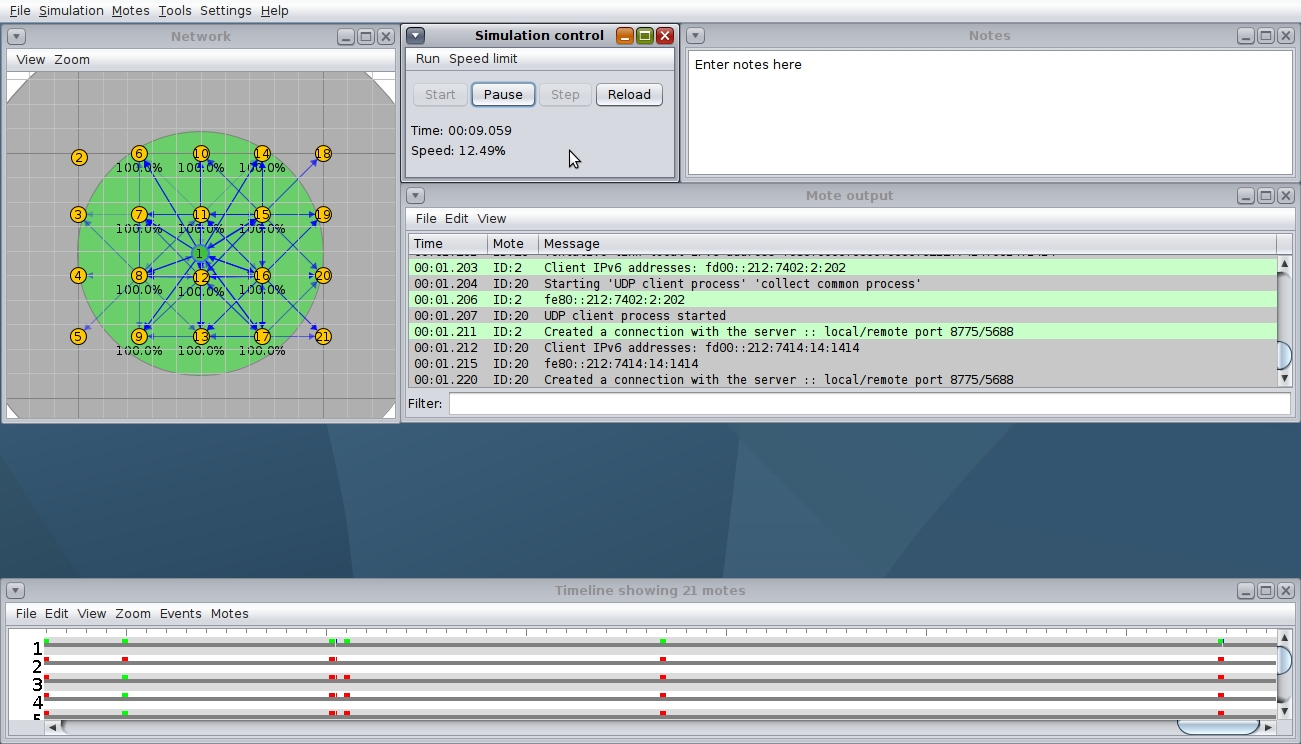 File Simulation Motes Tools Settings Help
Network
View Zoom
2 6 10 14 18
100.0% 100.0% 100.0%
3 7 11 15 19
100.0% 100.0% 100.0%
1
4 8 12 16 20
100.0% 100.0% 100.0%
5 9 13 17 21
100.0% 100.0% 100.0%
Simulation control
Run Speed limit
Start Pause Step Reload
Time: 00:09.059
Speed: 12.49%
Notes
Enter notes here
Mote output
File Edit View
Time Mote Message
00:01.203 ID:2 Client IPv6 addresses: fd00::212:7402:2:202
00:01.204 ID:20 Starting 'UDP client process' 'collect common process'
00:01.206 ID:2 fe80::212:7402:2:202
00:01.207 ID:20 UDP client process started
00:01.211 ID:2 Created a connection with the server :: local/remote port 8775/5688
00:01.212 ID:20 Client IPv6 addresses: fd00::212:7414:14:1414
00:01.215 ID:20 fe80::212:7414:14:1414
00:01.220 ID:20 Created a connection with the server :: local/remote port 8775/5688
Filter:
Timeline showing 21 motes
File Edit View Zoom Events Motes
1
2
3
4
5